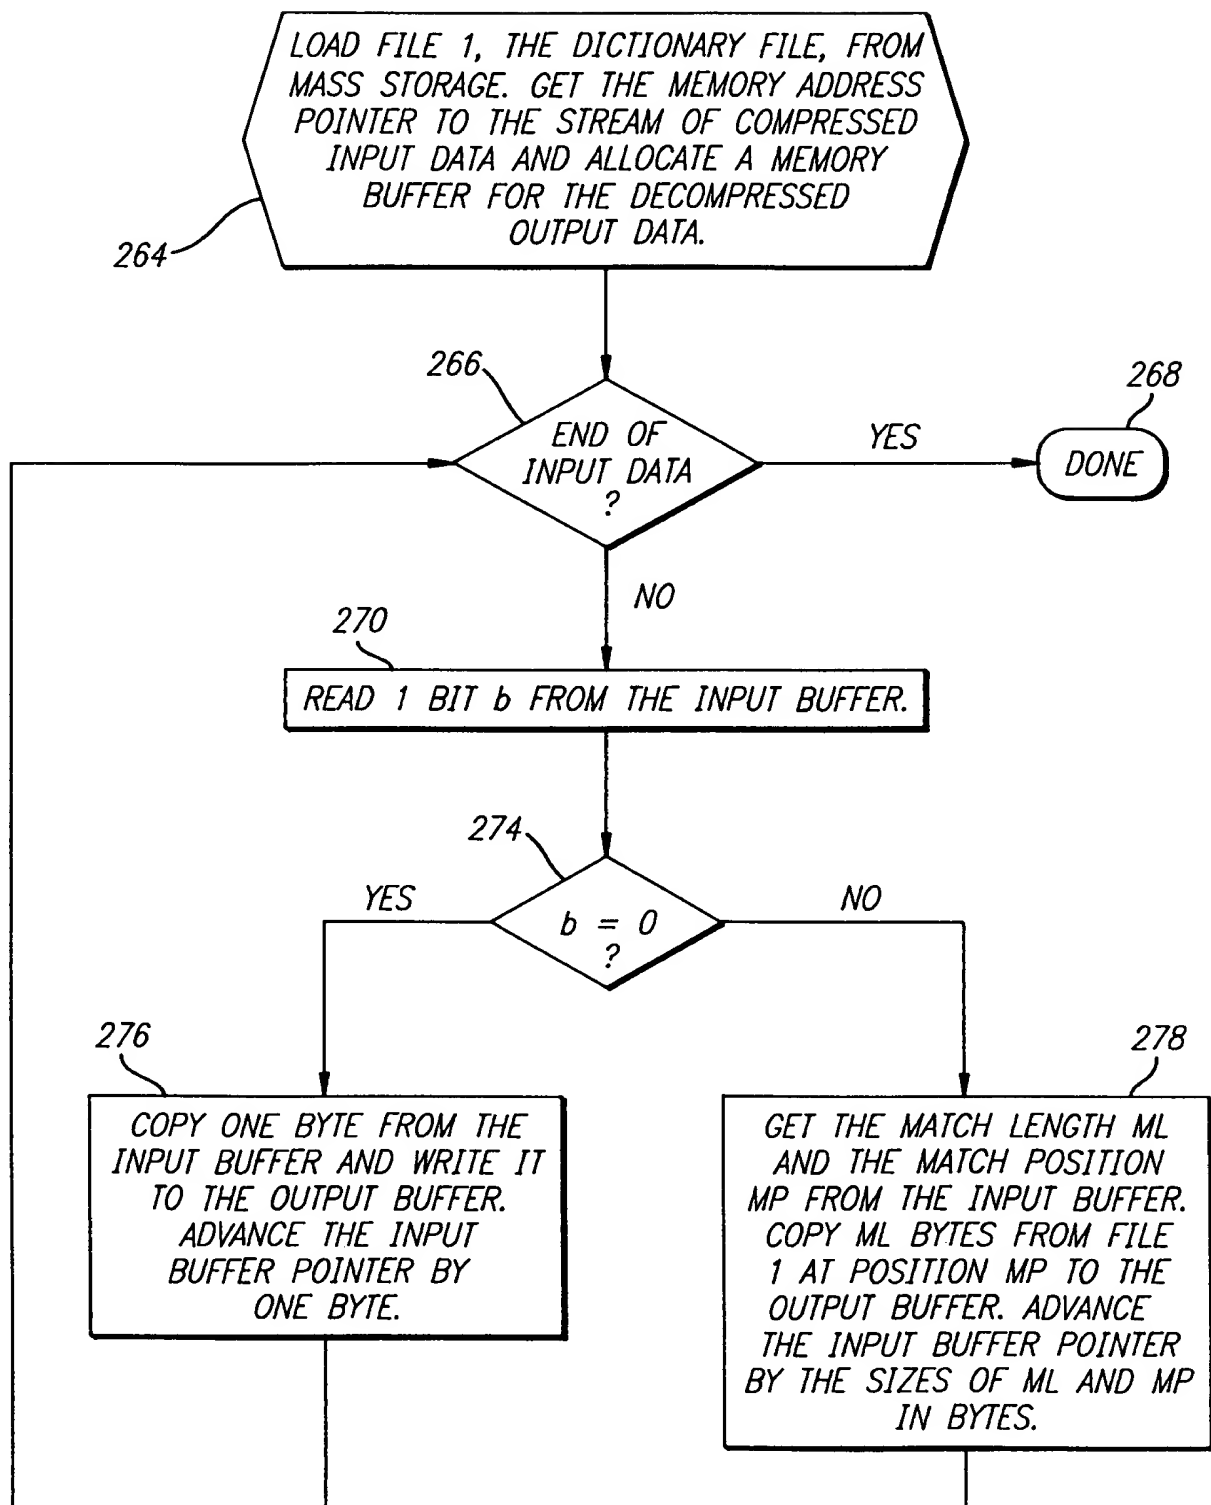 LOAD FILE 1, THE DICTIONARY FILE, FROM
MASS STORAGE. GET THE MEMORY ADDRESS
POINTER TO THE STREAM OF COMPRESSED
INPUT DATA AND ALLOCATE A MEMORY
BUFFER FOR THE DECOMPRESSED
OUTPUT DATA.
264
266
END OF
INPUT DATA
?
YES
268
DONE
NO
270
READ 1 BIT b FROM THE INPUT BUFFER.
274
b = 0
?
YES
NO
276
COPY ONE BYTE FROM THE
INPUT BUFFER AND WRITE IT
TO THE OUTPUT BUFFER.
ADVANCE THE INPUT
BUFFER POINTER BY
ONE BYTE.
278
GET THE MATCH LENGTH ML
AND THE MATCH POSITION
MP FROM THE INPUT BUFFER.
COPY ML BYTES FROM FILE
1 AT POSITION MP TO THE
OUTPUT BUFFER. ADVANCE
THE INPUT BUFFER POINTER
BY THE SIZES OF ML AND MP
IN BYTES.